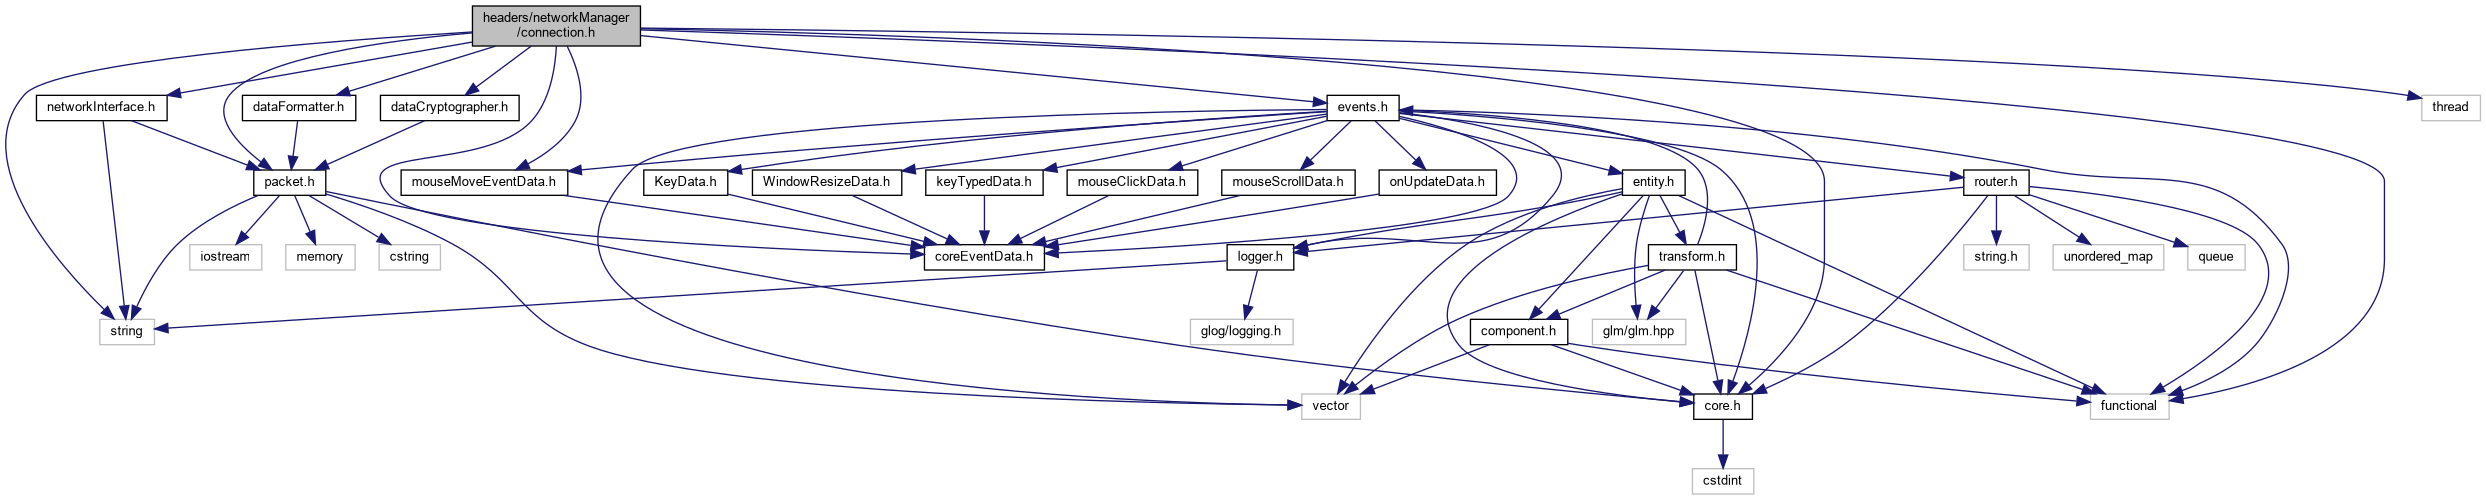 headers/networkManager
/connection.h
networkInterface.h
dataFormatter.h
dataCryptographer.h
events.h
thread
packet.h
mouseMoveEventData.h
KeyData.h
WindowResizeData.h
keyTypedData.h
mouseClickData.h
mouseScrollData.h
onUpdateData.h
entity.h
router.h
iostream
memory
cstring
coreEventData.h
logger.h
transform.h
string.h
unordered_map
queue
string
glog/logging.h
component.h
glm/glm.hpp
vector
core.h
functional
cstdint